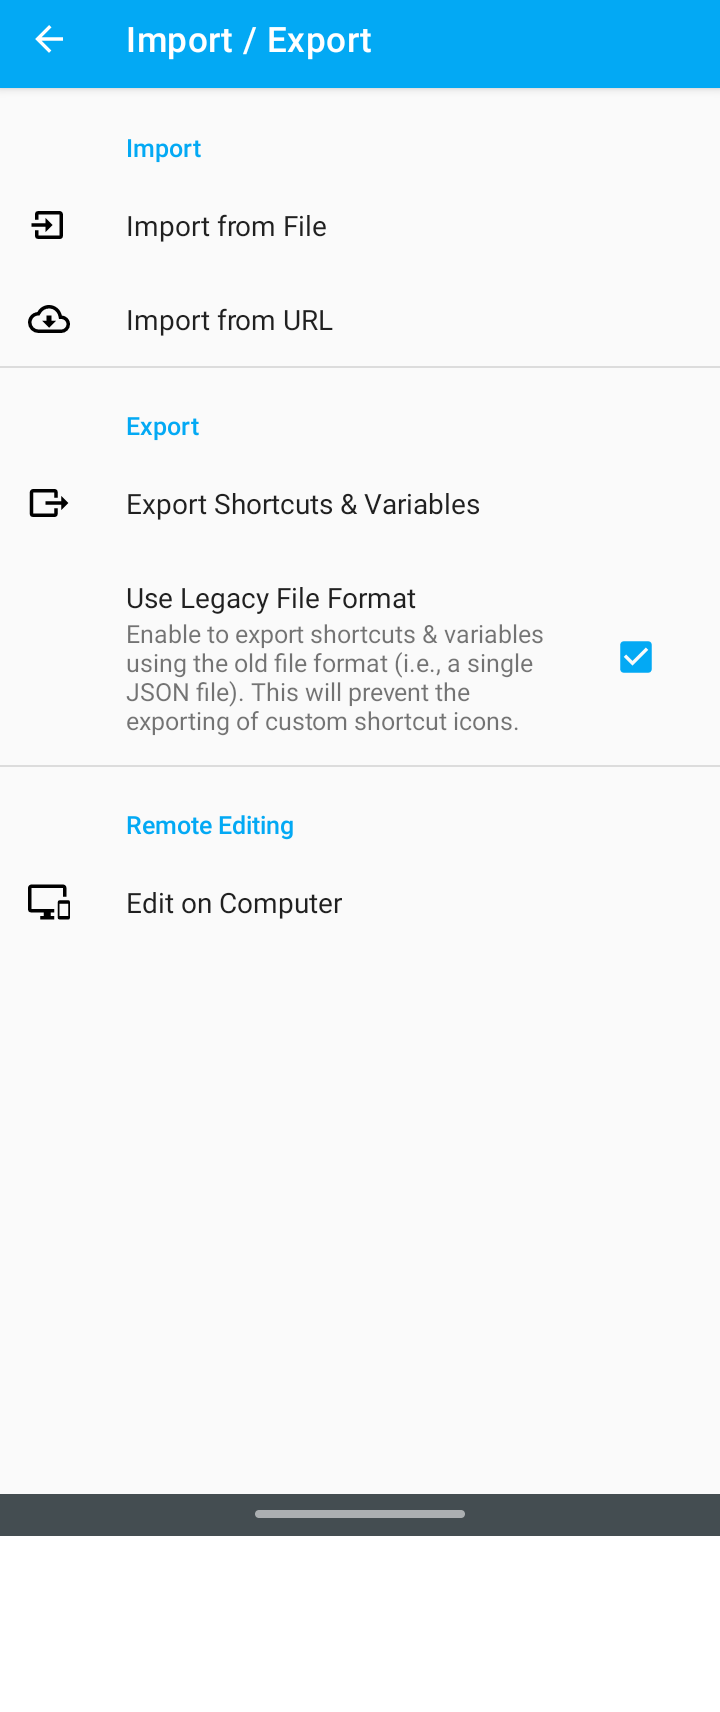 Import / Export
Import
Import from File
Import from URL
Export
Export Shortcuts & Variables
Use Legacy File Format
Enable to export shortcuts & variables
using the old file format (i.e., a single
JSON file). This will prevent the
exporting of custom shortcut icons.
Remote Editing
Edit on Computer